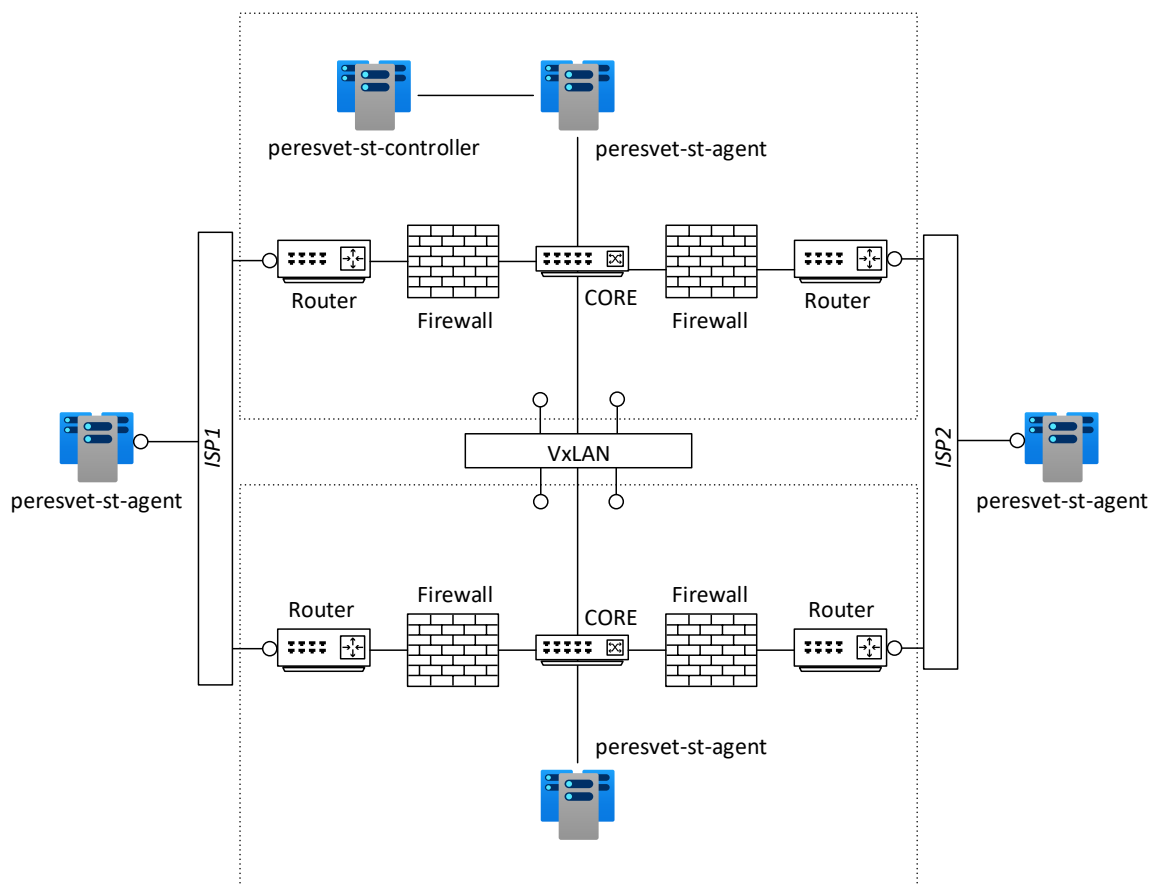 peresvet-st-controller
peresvet-st-agent
Router
Firewall
CORE
Firewall
Router
ISP1
ISP2
VxLAN
peresvet-st-agent
peresvet-st-agent
Router
Firewall
CORE
Firewall
Router
peresvet-st-agent